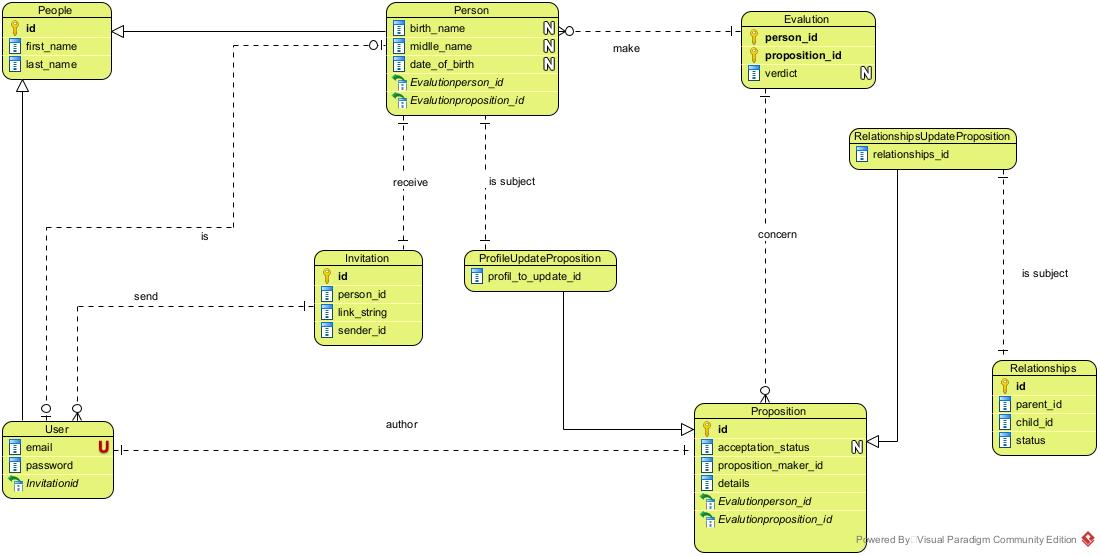 People
id
first_name
last_name
Person
birth_name N
midlle_name N
date_of_birth N
Evalutionperson_id
Evalutionproposition_id
make
Evalution
person_id
proposition_id
verdict N
RelationshipsUpdateProposition
relationships_id
receive
is subject
is
concern
is subject
send
Invitation
id
person_id
link_string
sender_id
ProfileUpdateProposition
profil_to_update_id
Relationships
id
parent_id
child_id
status
author
User
email U
password
Invitationid
Proposition
id
acceptation_status N
proposition_maker_id
details
Evalutionperson_id
Evalutionproposition_id
Powered By Visual Paradigm Community Edition